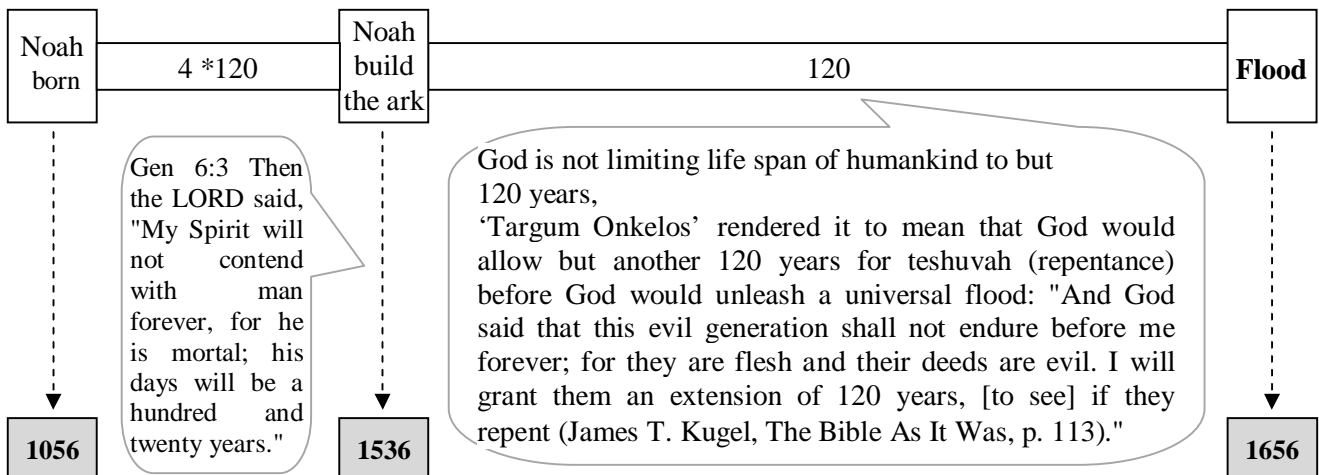 Noah
born
4 *120
Noah
build
the ark
120
Flood
Gen 6:3 Then
the LORD said,
"My Spirit will
not contend
with man
forever, for he
is mortal; his
days will be a
hundred and
twenty years."
God is not limiting life span of humankind to but
120 years,
‘Targum Onkelos’ rendered it to mean that God would
allow but another 120 years for teshuvah (repentance)
before God would unleash a universal flood: "And God
said that this evil generation shall not endure before me
forever; for they are flesh and their deeds are evil. I will
grant them an extension of 120 years, [to see] if they
repent (James T. Kugel, The Bible As It Was, p. 113)."
1056
1536
1656